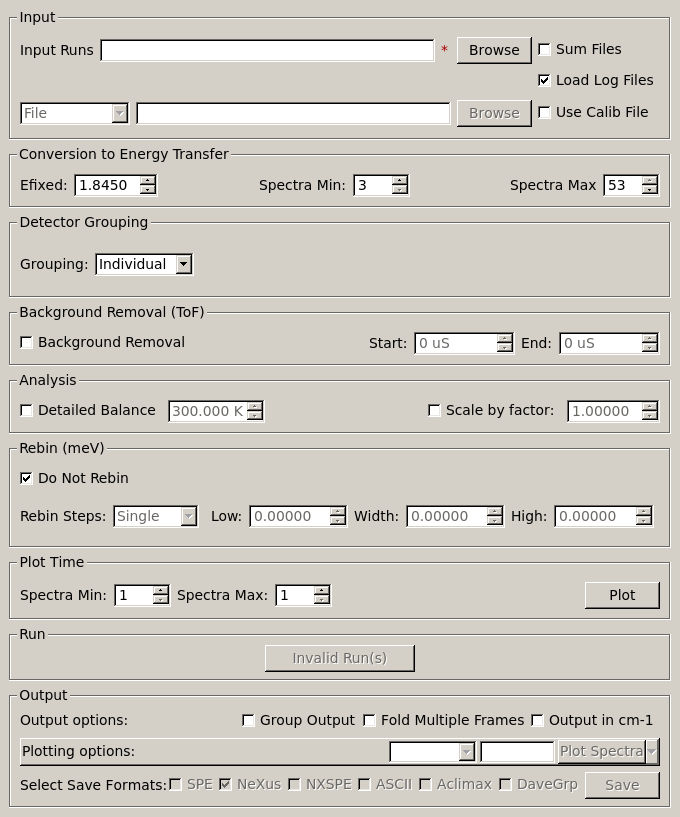 Input
Input Runs * Browse Sum Files
Load Log Files
File Browse Use Calib File
Conversion to Energy Transfer
Efixed: 1.8450 Spectra Min: 3 Spectra Max 53
Detector Grouping
Grouping: Individual
Background Removal (ToF)
Background Removal Start: 0 uS End: 0 uS
Analysis
Detailed Balance 300.000 K Scale by factor: 1.00000
Rebin (meV)
Do Not Rebin
Rebin Steps: Single Low: 0.00000 Width: 0.00000 High: 0.00000
Plot Time
Spectra Min: 1 Spectra Max: 1 Plot
Run
Invalid Run(s)
Output
Output options: Group Output Fold Multiple Frames Output in cm-1
Plotting options: Plot Spectra
Select Save Formats: SPE NeXus NXSPE ASCII Aclimax DaveGrp Save